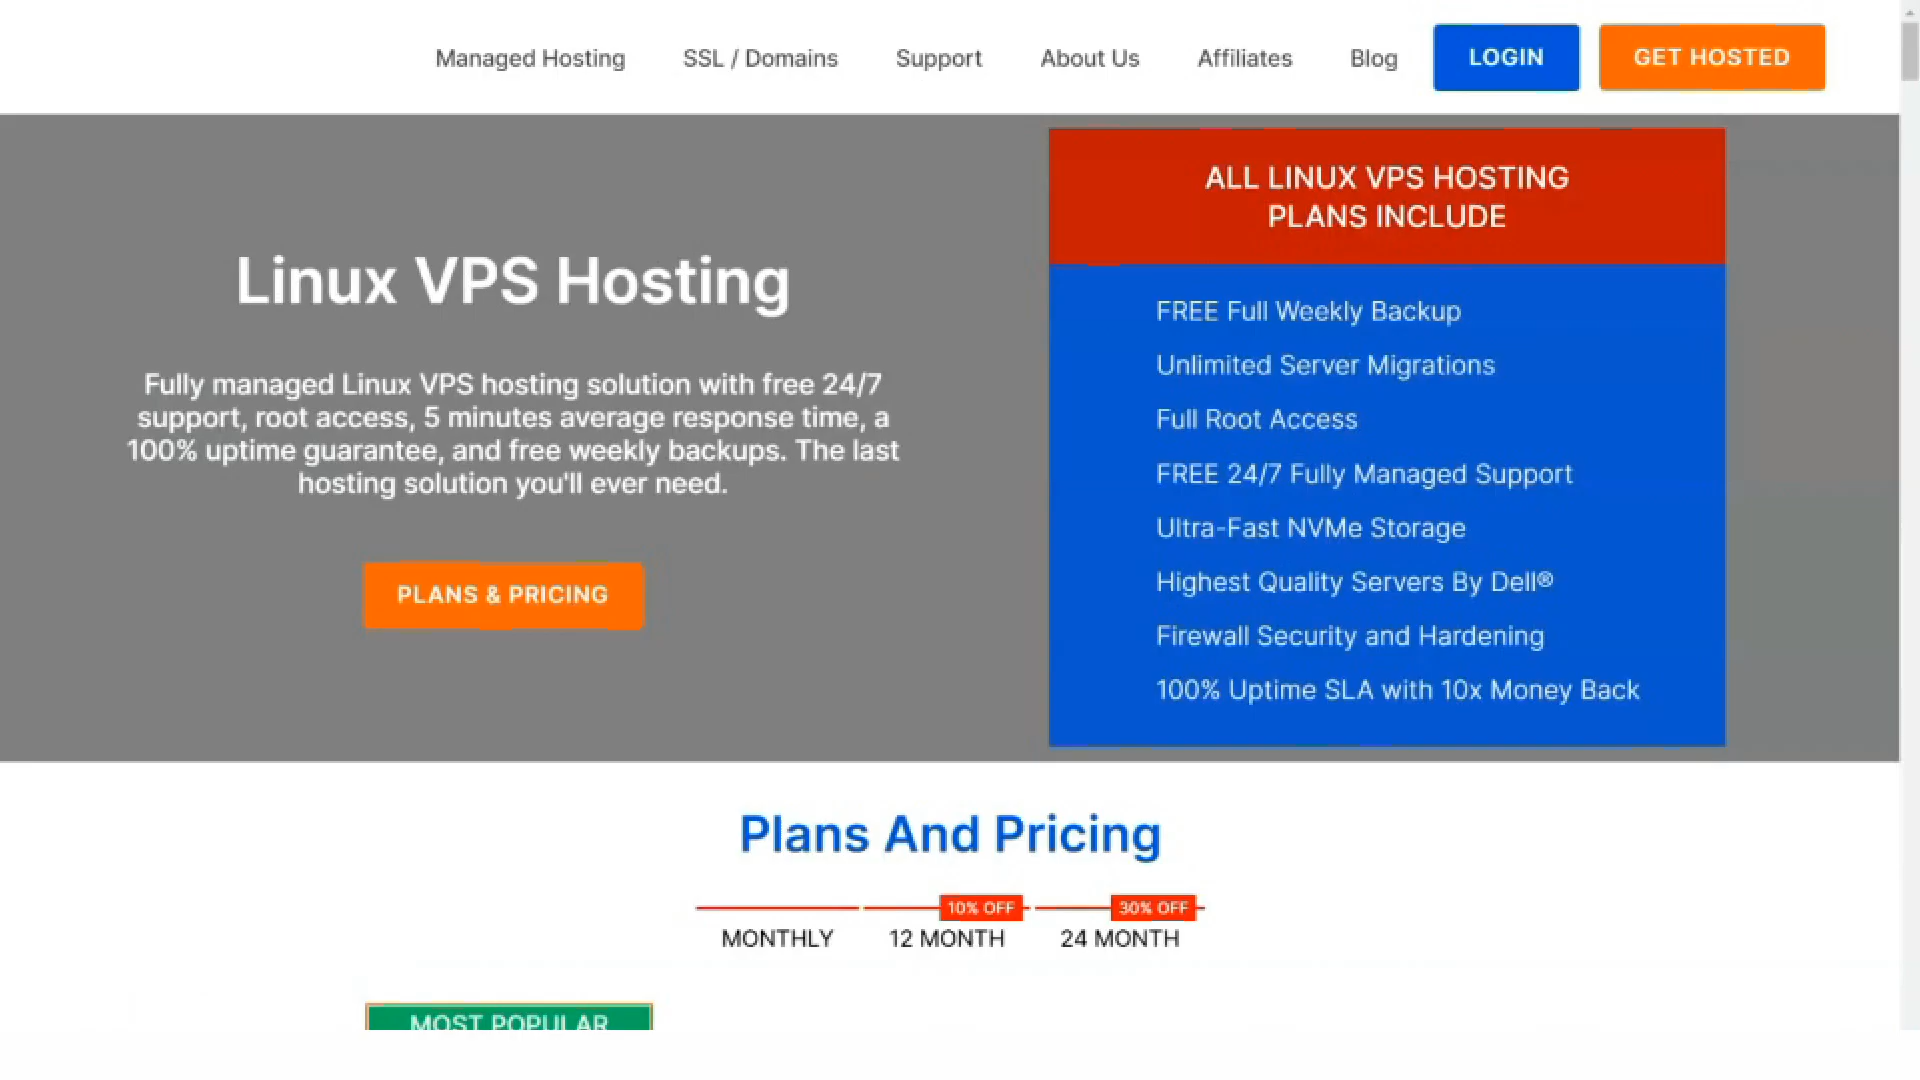 Managed Hosting
SSL / Domains
Support
About Us
Affiliates
Blog
LOGIN
GET HOSTED
Linux VPS Hosting
Fully managed Linux VPS hosting solution with free 24/7
support, root access, 5 minutes average response time, a
100% uptime guarantee, and free weekly backups. The last
hosting solution you'll ever need.
PLANS & PRICING
ALL LINUX VPS HOSTING
PLANS INCLUDE
FREE Full Weekly Backup
Unlimited Server Migrations
Full Root Access
FREE 24/7 Fully Managed Support
Ultra-Fast NVMe Storage
Highest Quality Servers By Dell®
Firewall Security and Hardening
100% Uptime SLA with 10x Money Back
Plans And Pricing
MONTHLY
10% OFF
12 MONTH
30% OFF
24 MONTH
MOST POPULAR